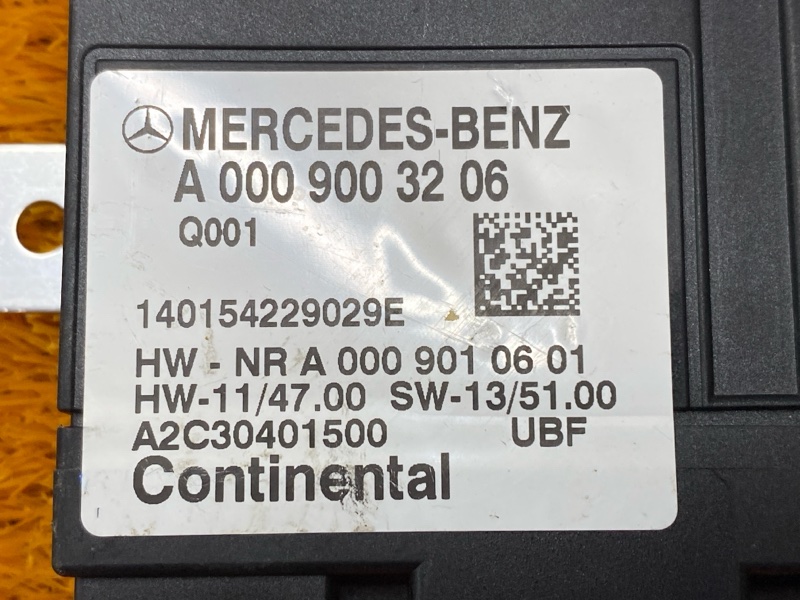 MERCEDES-BENZ
A 000 900 32 06
Q001
140154229029E
HW - NR A 000 901 06 01
HW-11/47.00 SW-13/51.00
A2C30401500 UBF
Continental